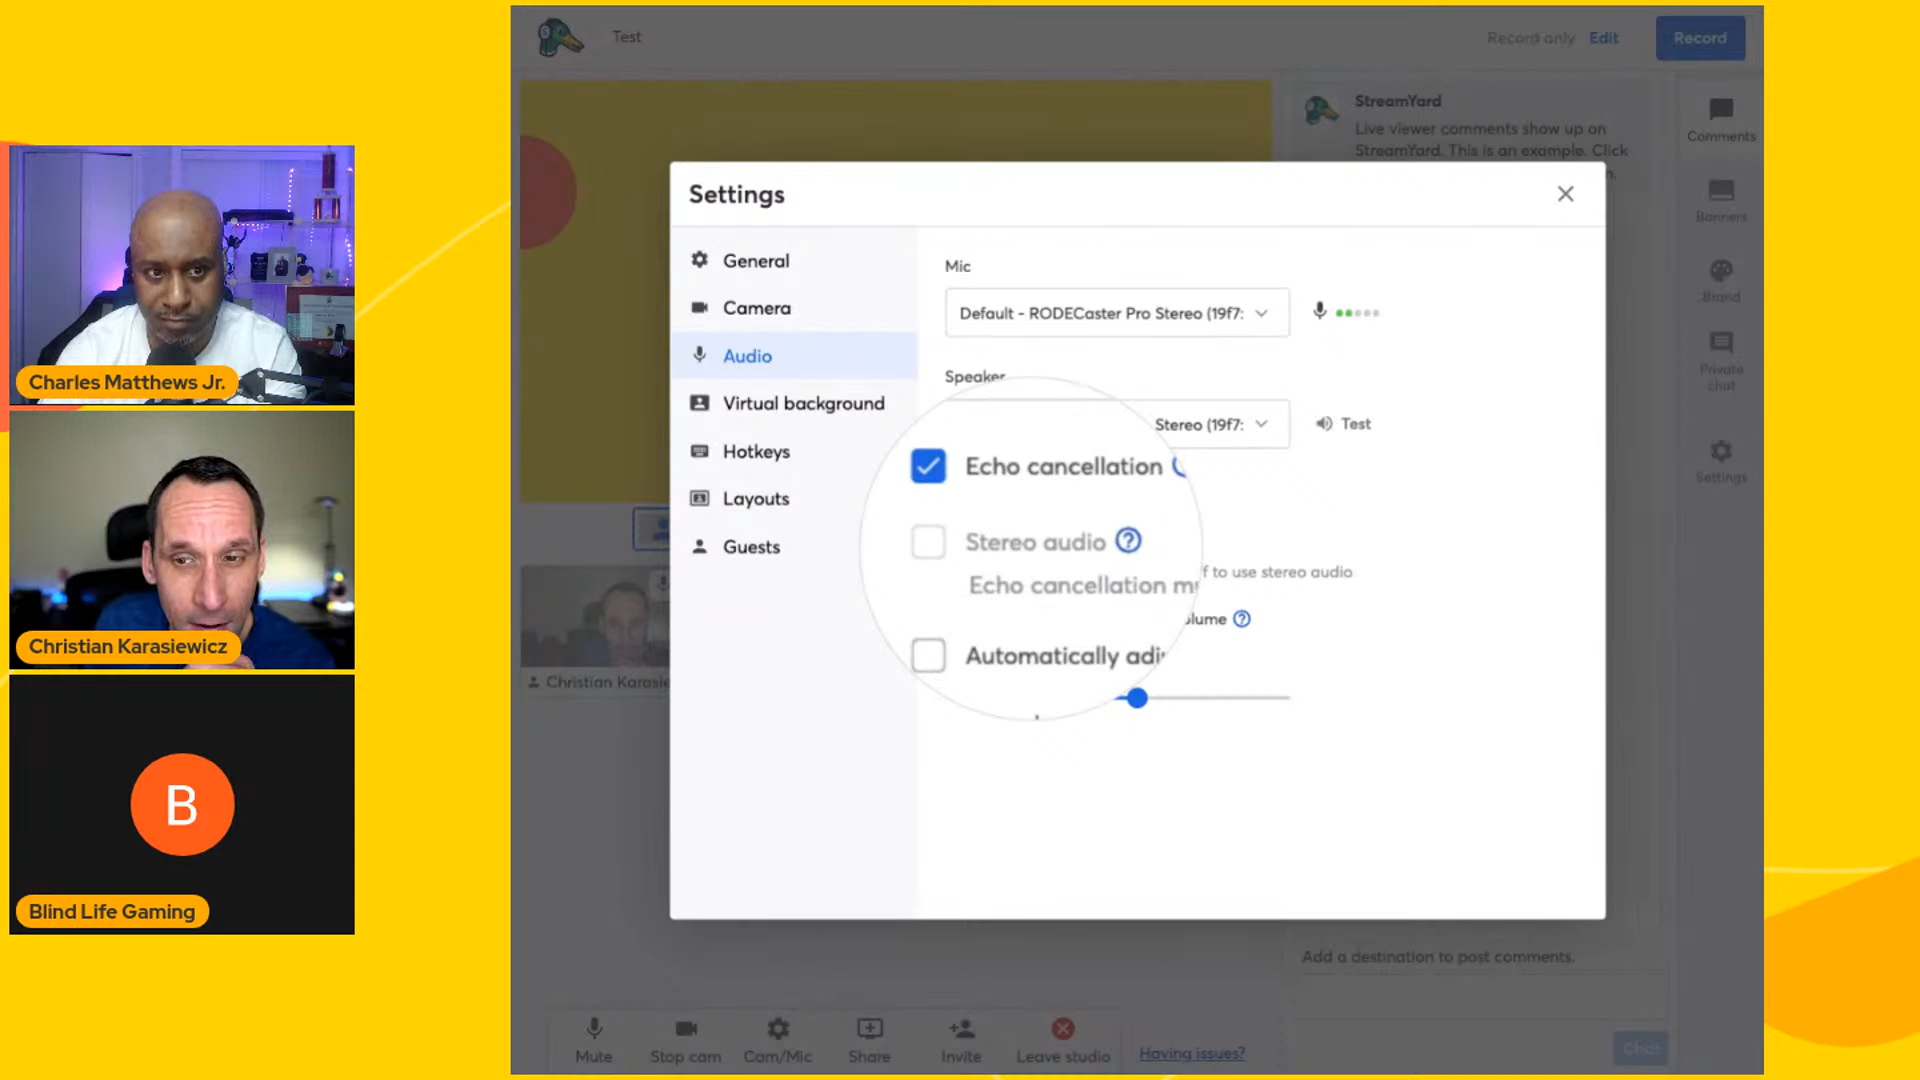 Charles Matthews Jr.
Christian Karasiewicz
B
Blind Life Gaming
Test
Record only Edit Record
StreamYard
Live viewer comments show up on
StreamYard. This is an example. Click
Comments
Banners
Brand
Private
chat
Settings
Settings
General
Camera
Audio
Virtual background
Hotkeys
Layouts
Guests
Mic
Default - RODECaster Pro Stereo (19f7:
Speaker
Stereo (19f7:
Test
Echo cancellation
Stereo audio
Echo cancellation m
f to use stereo audio
lume
Automatically adj
Christian Karasie
Add a destination to post comments.
Chat
Mute
Stop cam
Cam/Mic
Share
Invite
Leave studio
Having issues?